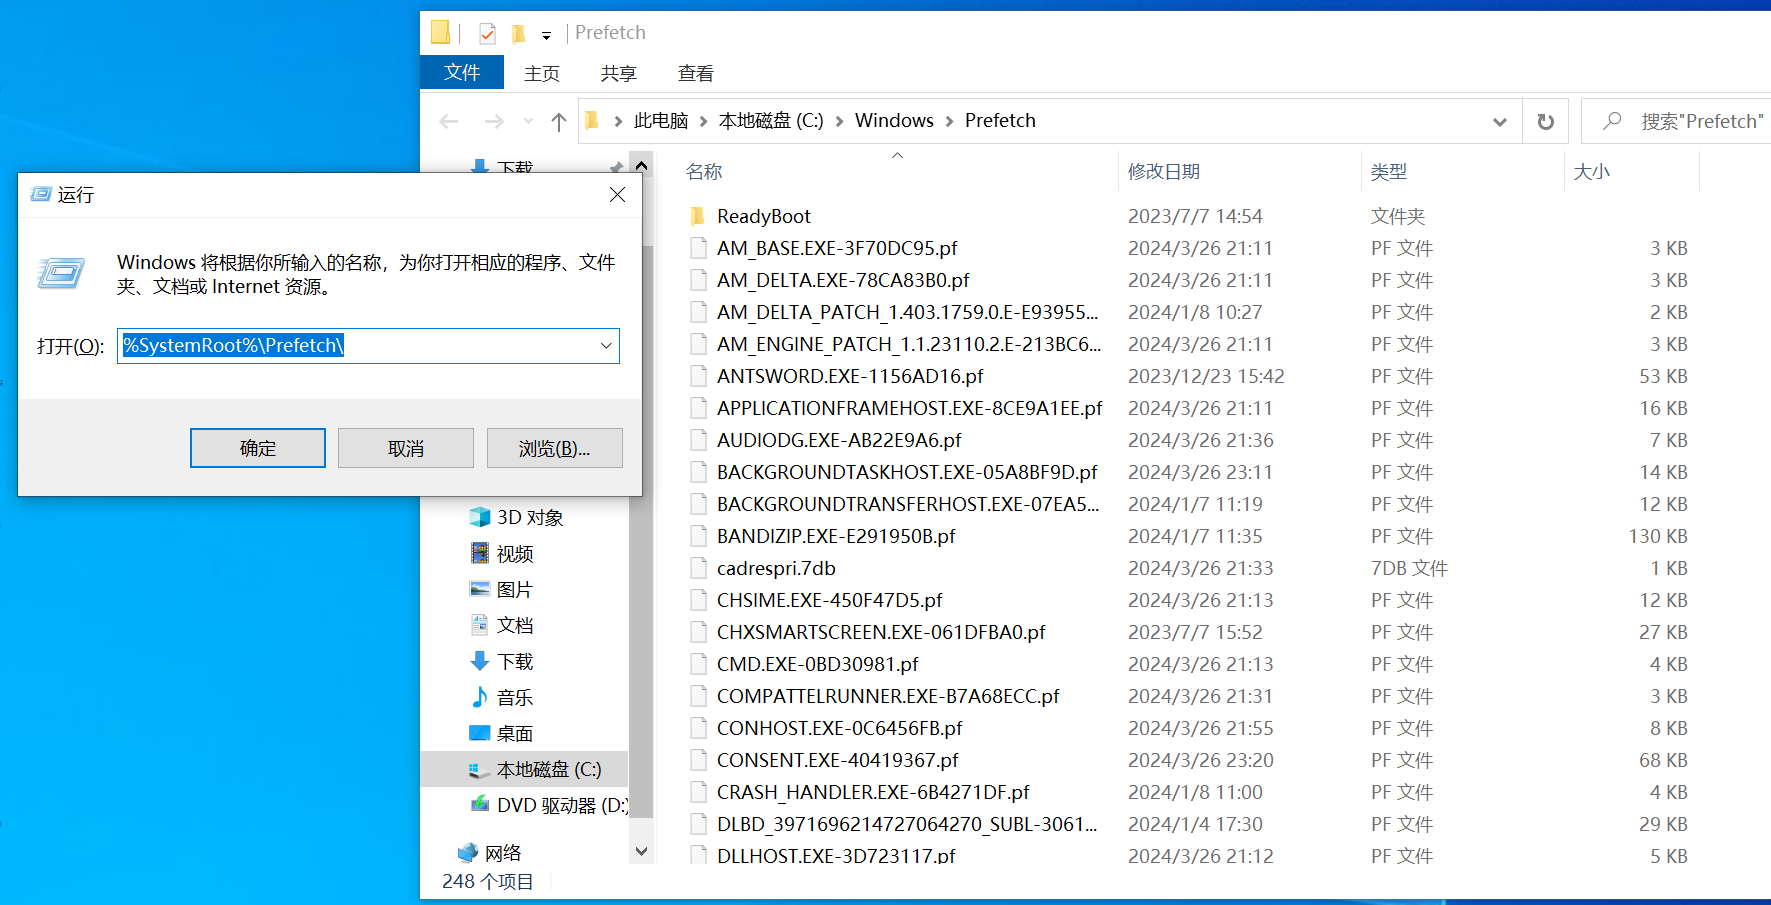 Prefetch
文件 主页 共享 查看
此电脑 本地磁盘 (C:) Windows Prefetch
搜索"Prefetch"
下载
名称 修改日期 类型 大小
运行
Windows 将根据你所输入的名称，为你打开相应的程序、文件
夹、文档或 Internet 资源。
打开(O): %SystemRoot%\Prefetch\
确定 取消 浏览(B)...
3D 对象
视频
图片
文档
下载
音乐
桌面
本地磁盘 (C:)
DVD 驱动器 (D:)
网络
248 个项目
ReadyBoot 2023/7/7 14:54 文件夹
AM_BASE.EXE-3F70DC95.pf 2024/3/26 21:11 PF 文件 3 KB
AM_DELTA.EXE-78CA83B0.pf 2024/3/26 21:11 PF 文件 3 KB
AM_DELTA_PATCH_1.403.1759.0.E-E93955... 2024/1/8 10:27 PF 文件 2 KB
AM_ENGINE_PATCH_1.1.23110.2.E-213BC6... 2024/3/26 21:11 PF 文件 3 KB
ANTSWORD.EXE-1156AD16.pf 2023/12/23 15:42 PF 文件 53 KB
APPLICATIONFRAMEHOST.EXE-8CE9A1EE.pf 2024/3/26 21:11 PF 文件 16 KB
AUDIODG.EXE-AB22E9A6.pf 2024/3/26 21:36 PF 文件 7 KB
BACKGROUNDTASKHOST.EXE-05A8BF9D.pf 2024/3/26 23:11 PF 文件 14 KB
BACKGROUNDTRANSFERHOST.EXE-07EA5... 2024/1/7 11:19 PF 文件 12 KB
BANDIZIP.EXE-E291950B.pf 2024/1/7 11:35 PF 文件 130 KB
cadrespri.7db 2024/3/26 21:33 7DB 文件 1 KB
CHSIME.EXE-450F47D5.pf 2024/3/26 21:13 PF 文件 12 KB
CHXSMARTSCREEN.EXE-061DFBA0.pf 2023/7/7 15:52 PF 文件 27 KB
CMD.EXE-0BD30981.pf 2024/3/26 21:13 PF 文件 4 KB
COMPATTELRUNNER.EXE-B7A68ECC.pf 2024/3/26 21:31 PF 文件 3 KB
CONHOST.EXE-0C6456FB.pf 2024/3/26 21:55 PF 文件 8 KB
CONSENT.EXE-40419367.pf 2024/3/26 23:20 PF 文件 68 KB
CRASH_HANDLER.EXE-6B4271DF.pf 2024/1/8 11:00 PF 文件 4 KB
DLBD_3971696214727064270_SUBL-3061... 2024/1/4 17:30 PF 文件 29 KB
DLLHOST.EXE-3D723117.pf 2024/3/26 21:12 PF 文件 5 KB